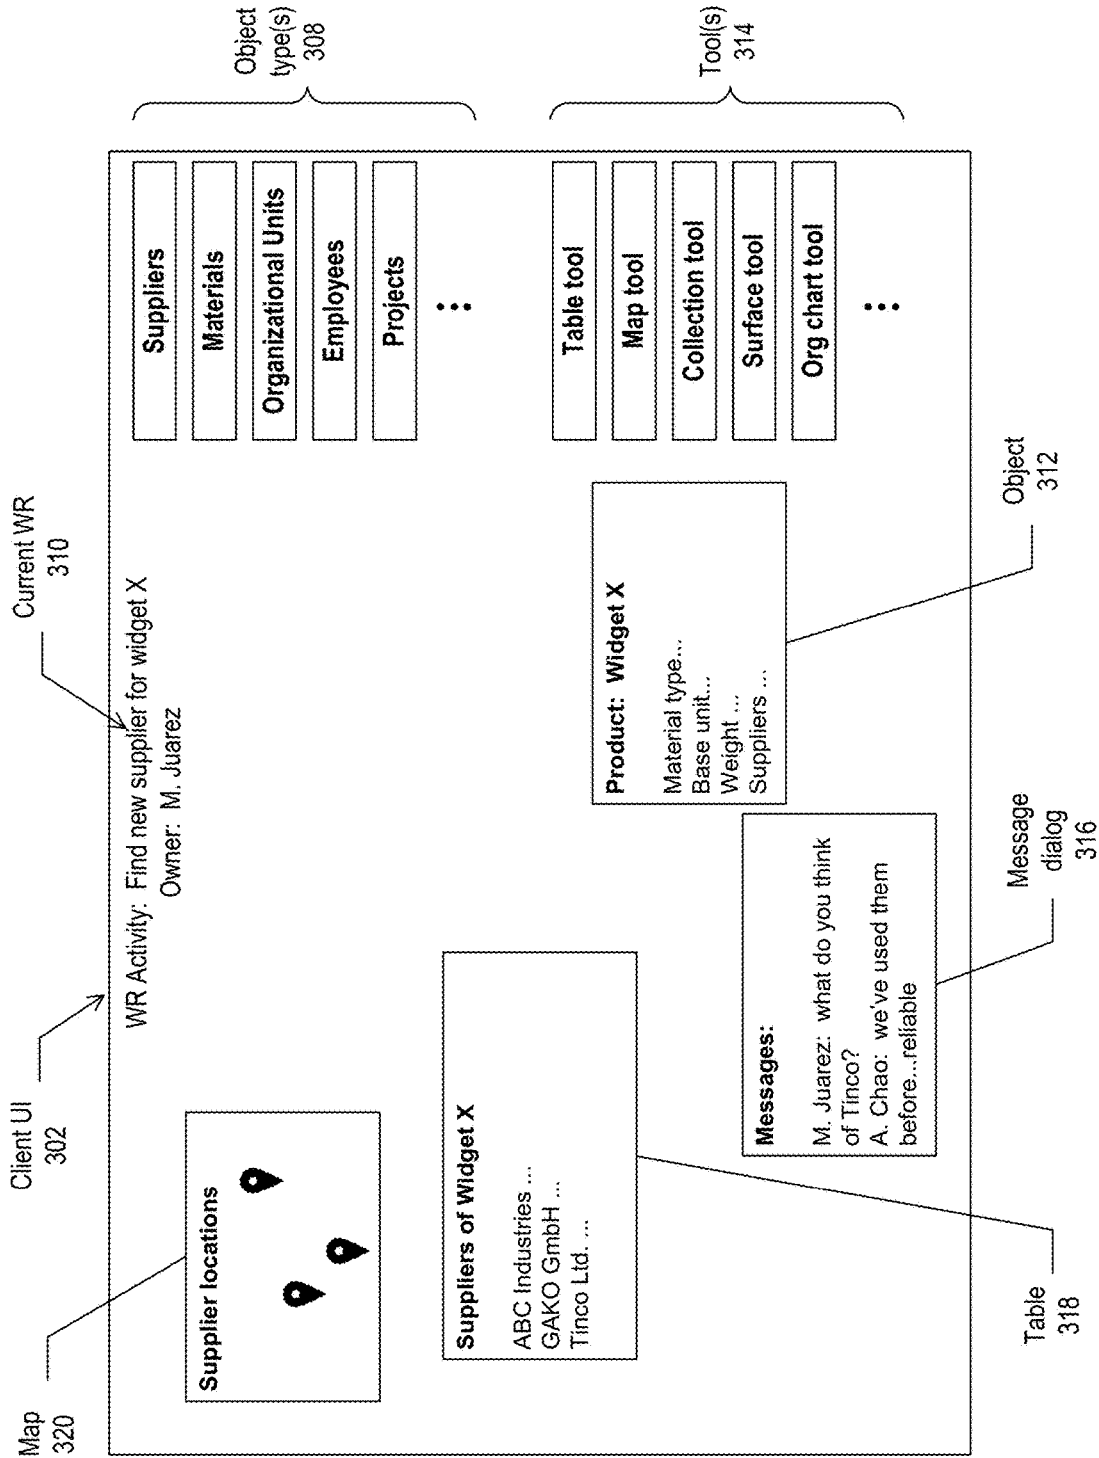 Map
320
Client UI
302
Current WR
310
WR Activity:  Find new supplier for widget X
Owner:  M. Juarez
Supplier locations
Suppliers of Widget X
ABC Industries ...
GAKO GmbH ...
Tinco Ltd. ...
Messages:
M. Juarez:  what do you think
of Tinco?
A. Chao:  we've used them
before...reliable
Product:  Widget X
Material type...
Base unit...
Weight ...
Suppliers ...
Suppliers
Materials
Organizational Units
Employees
Projects
Table tool
Map tool
Collection tool
Surface tool
Org chart tool
Object
type(s)
308
Tool(s)
314
Table
318
Message
dialog
316
Object
312